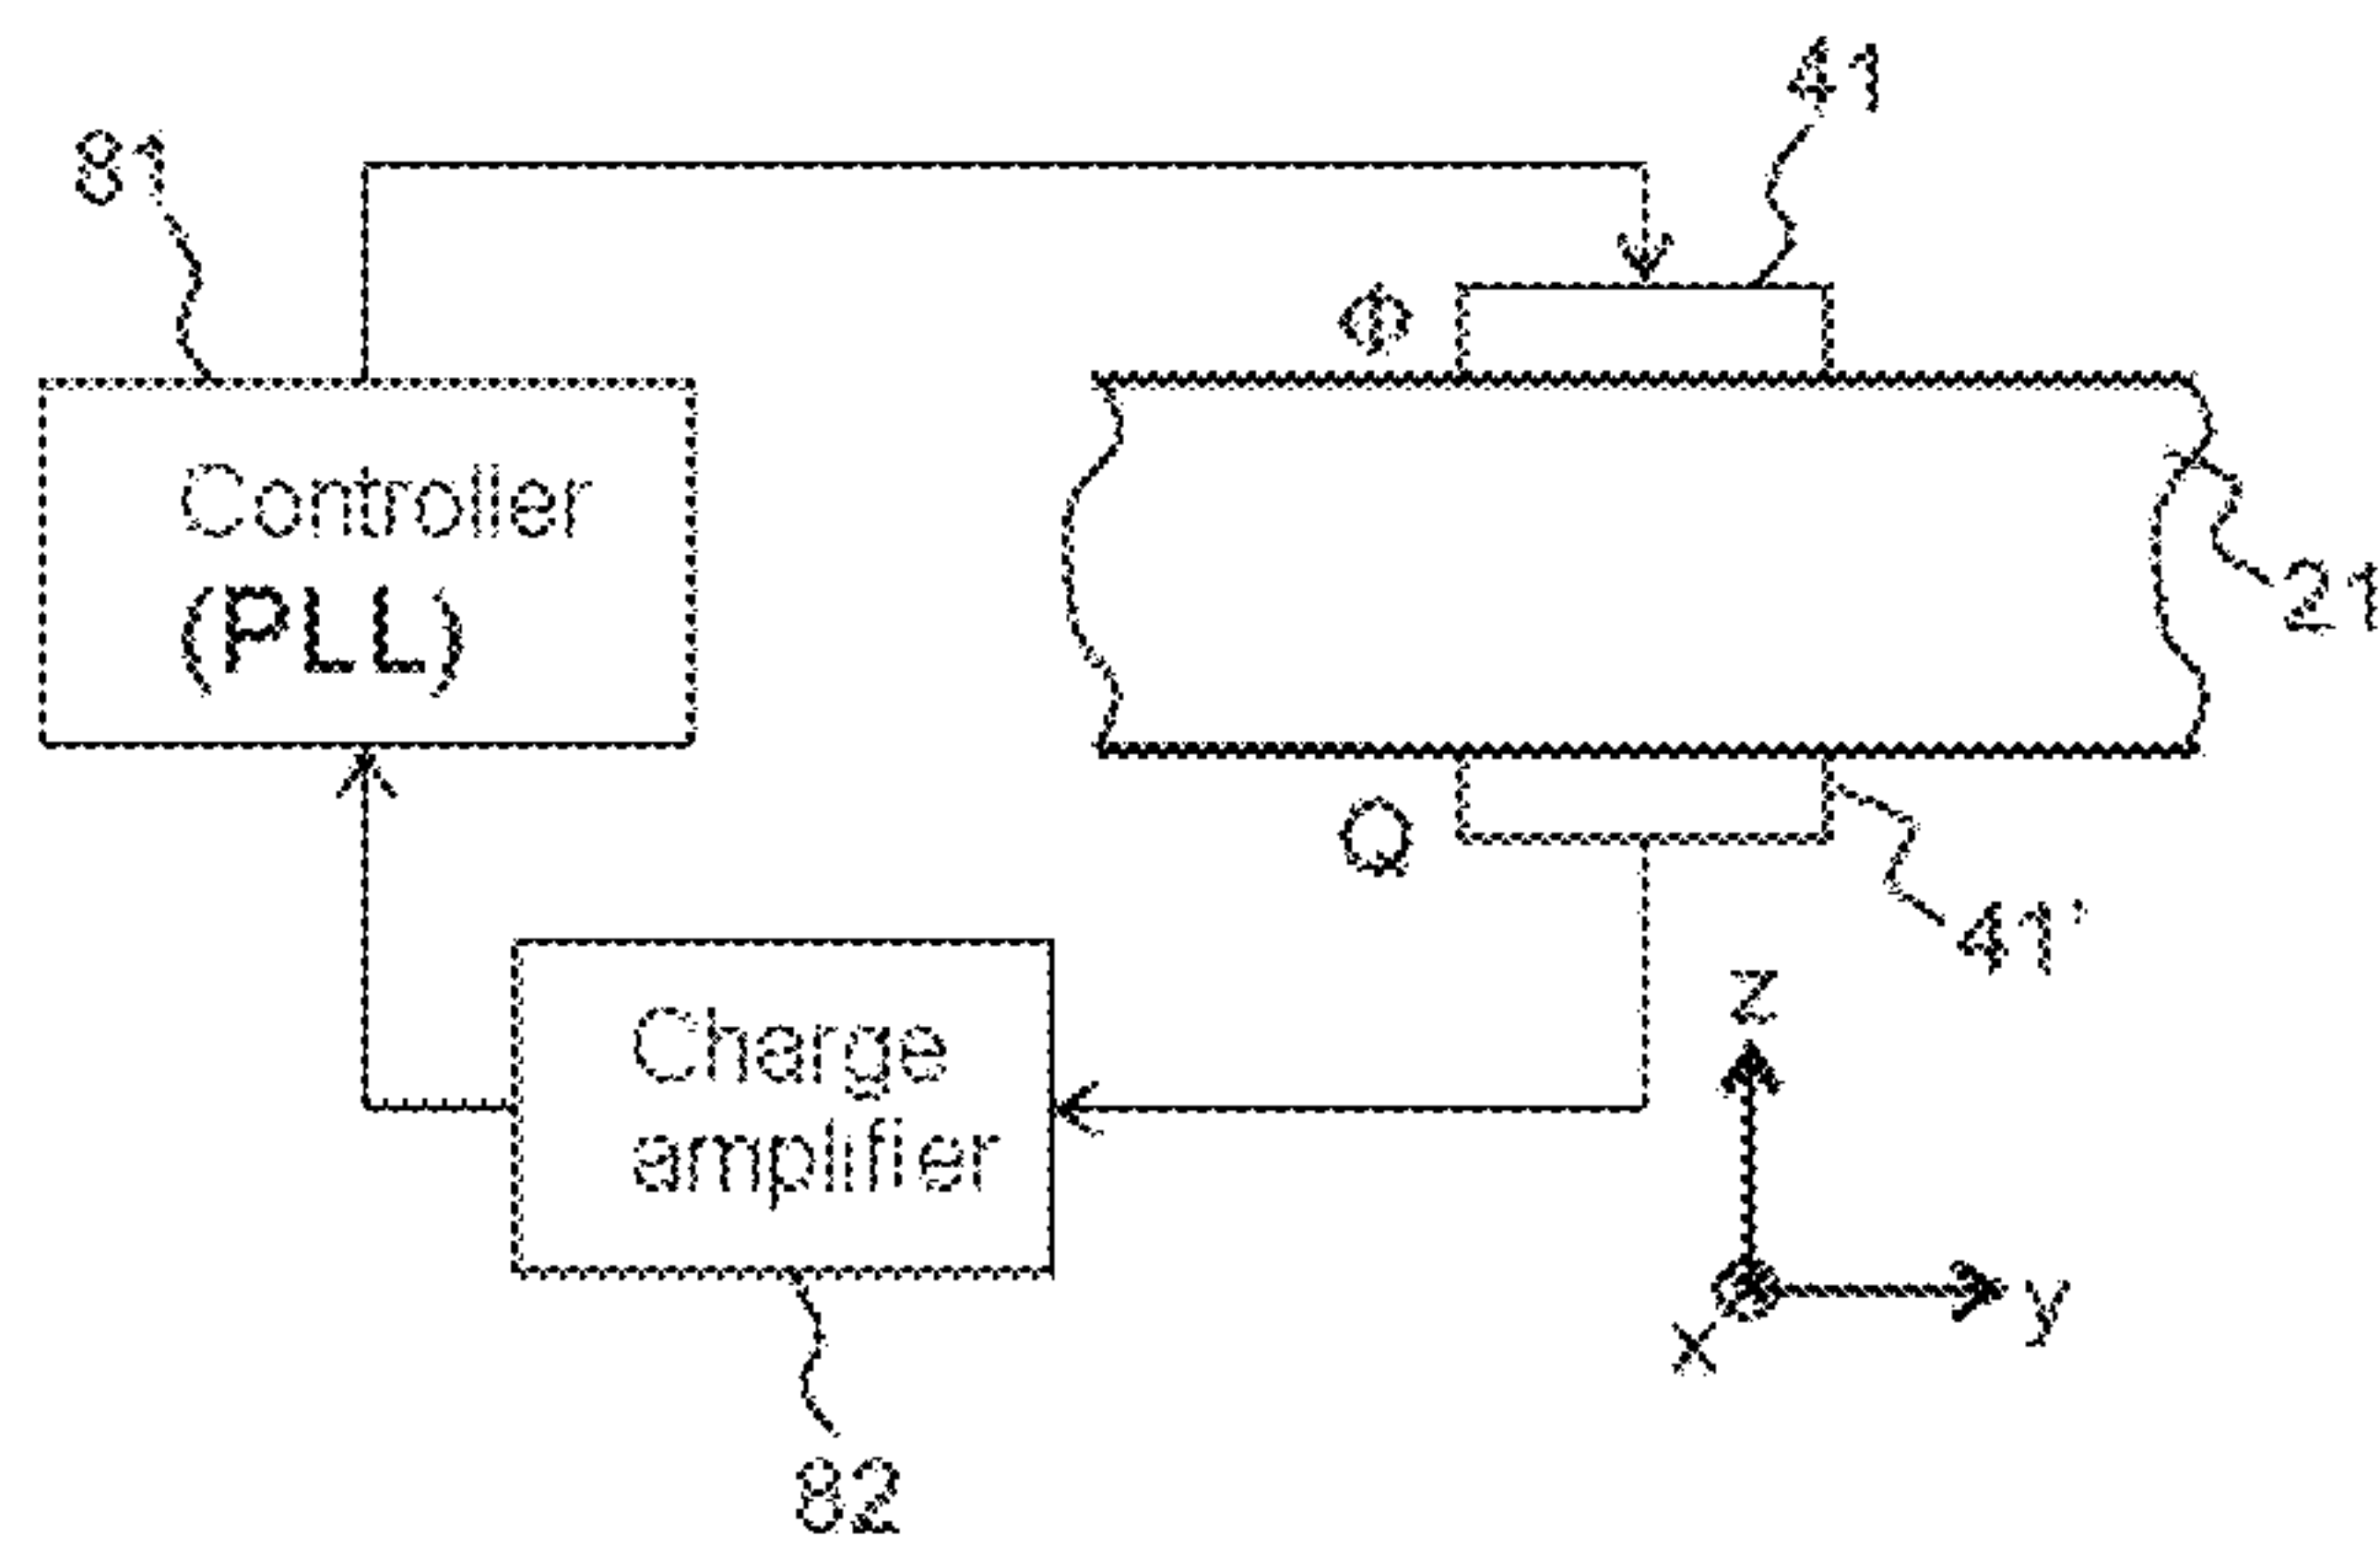 41
81
Φ
Controller
(PLL)
21
Q
41'
Z
Charge
amplifier
y
x
82